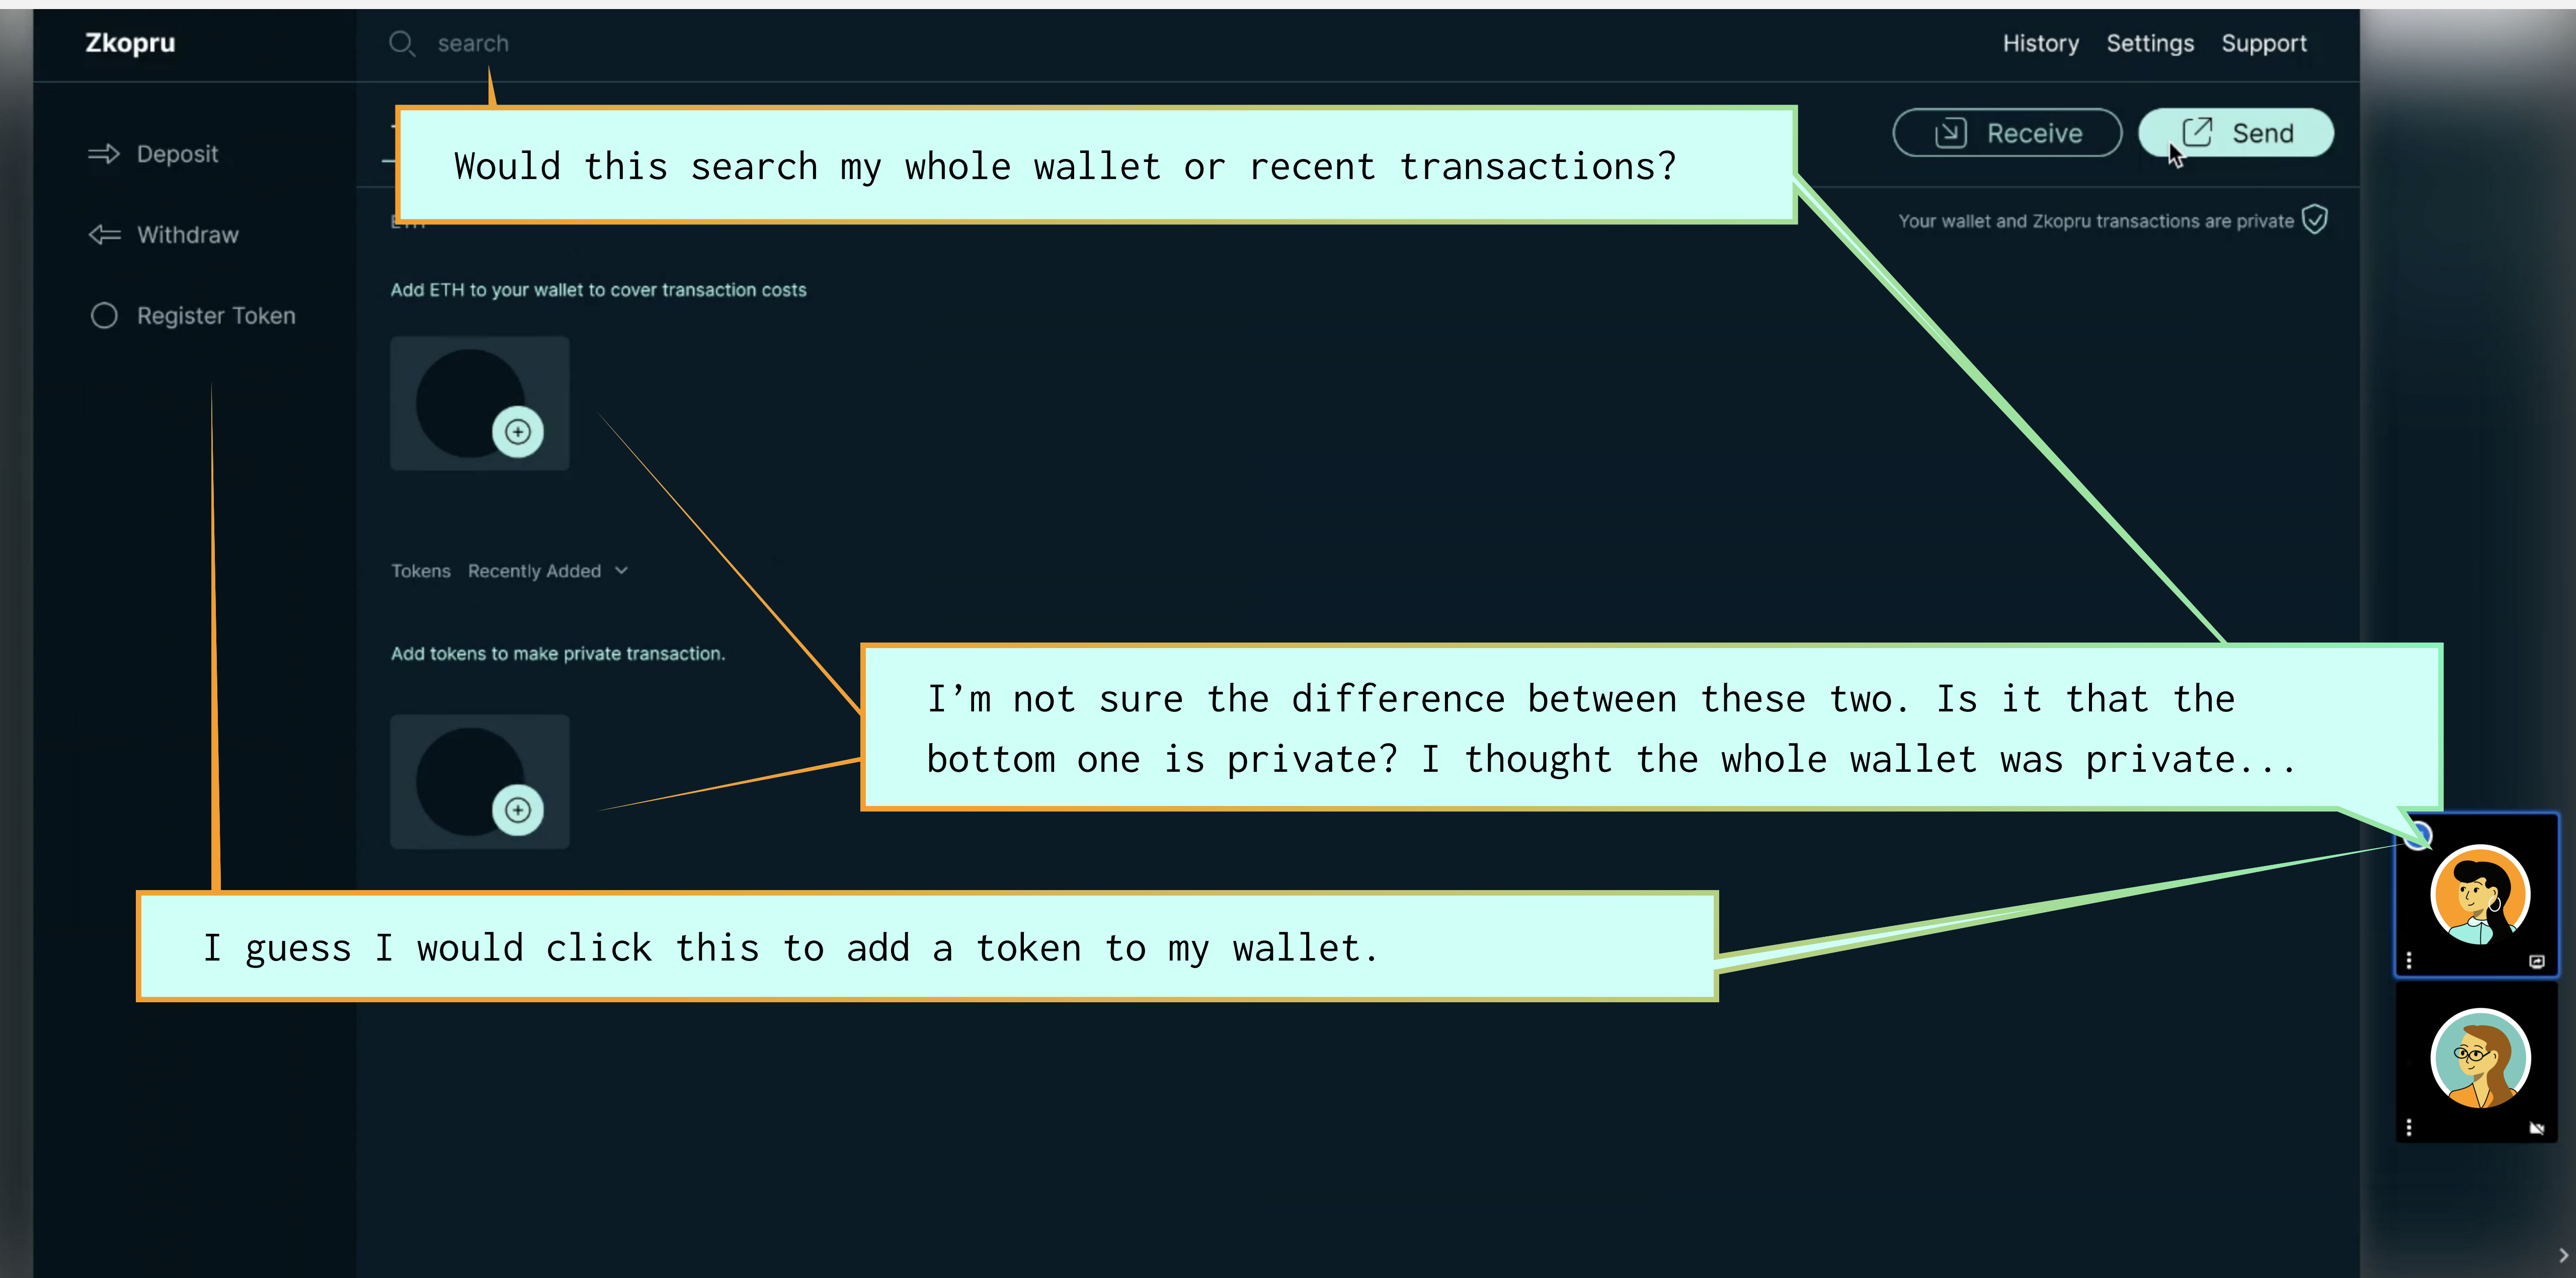 Zkopru
search
History Settings Support
Deposit
Withdraw
Register Token
Would this search my whole wallet or recent transactions?
Receive
Send
Your wallet and Zkopru transactions are private
Add ETH to your wallet to cover transaction costs
Tokens Recently Added
Add tokens to make private transaction.
I’m not sure the difference between these two. Is it that the
bottom one is private? I thought the whole wallet was private...
I guess I would click this to add a token to my wallet.